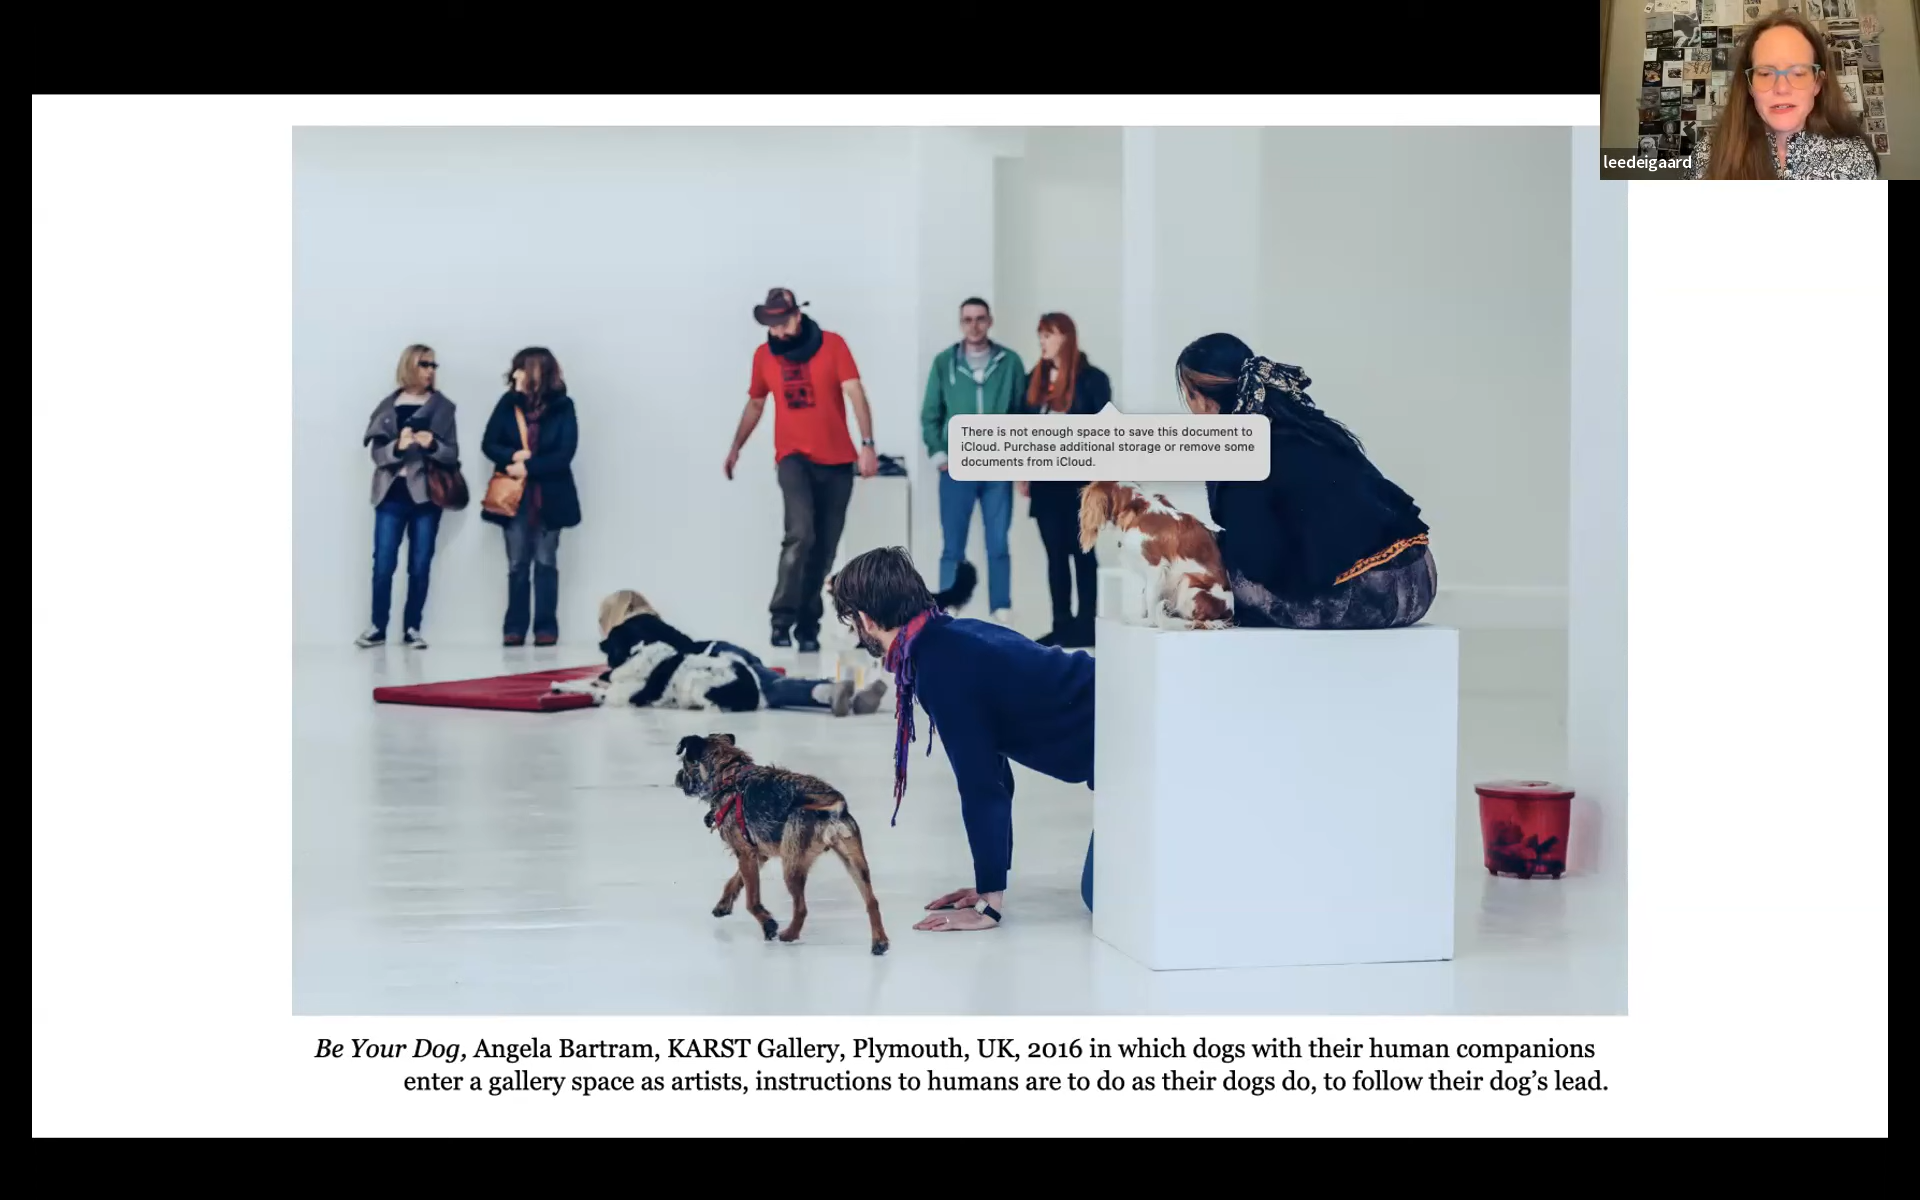 leedeigaard
There is not enough space to save this document to
iCloud. Purchase additional storage or remove some
documents from iCloud.
Be Your Dog, Angela Bartram, KARST Gallery, Plymouth, UK, 2016 in which dogs with their human companions
enter a gallery space as artists, instructions to humans are to do as their dogs do, to follow their dog’s lead.